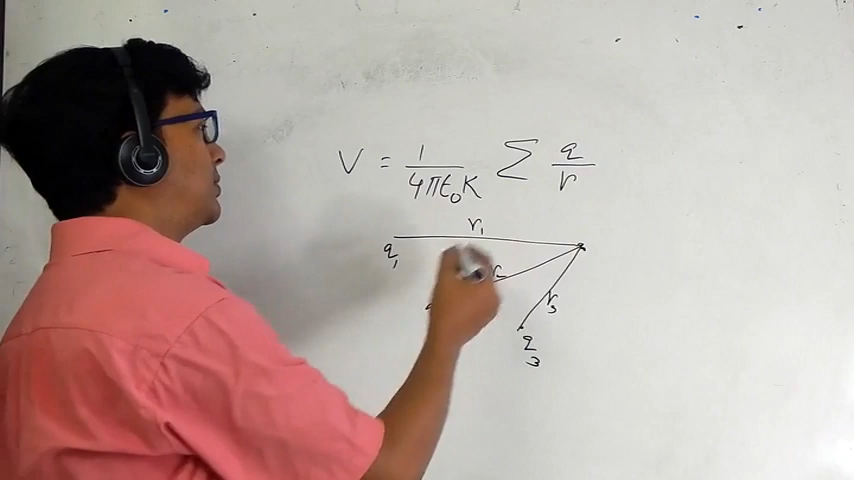 V = 1/4πε₀K Σ q/r
r₁
q₁
r
r₃
q₃